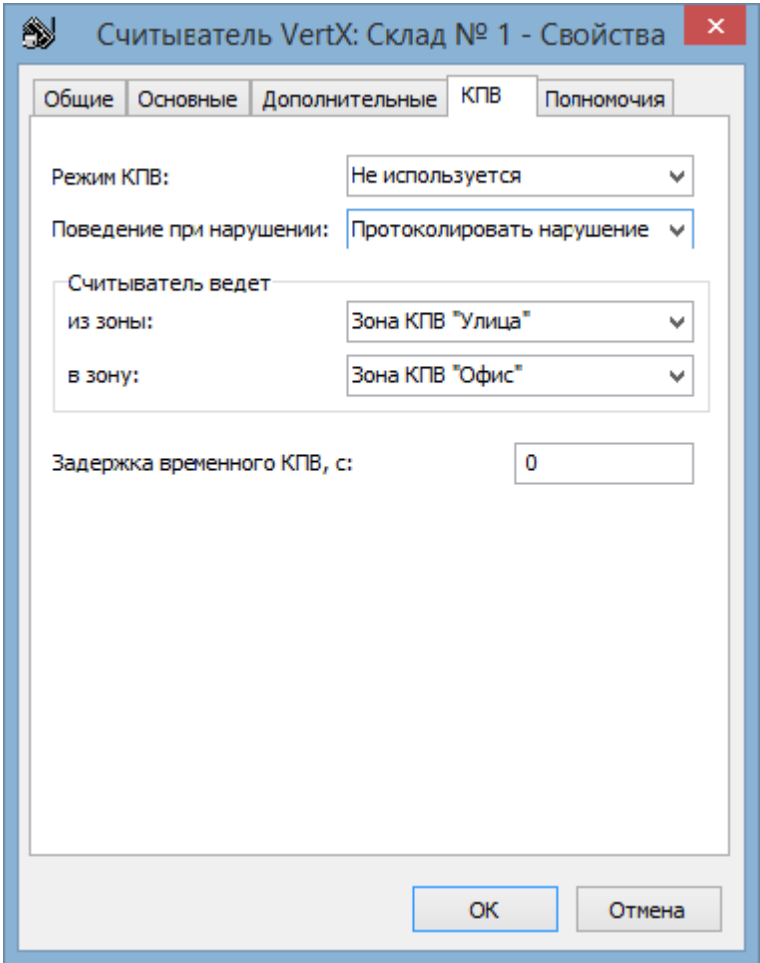 Считыватель VertX: Склад № 1 - Свойства
Общие Основные Дополнительные КПВ Полномочия
Режим КПВ: Не используется
Поведение при нарушении: Протоколировать нарушение
Считыватель ведет
из зоны: Зона КПВ "Улица"
в зону: Зона КПВ "Офис"
Задержка временного КПВ, с: 0
ОК Отмена